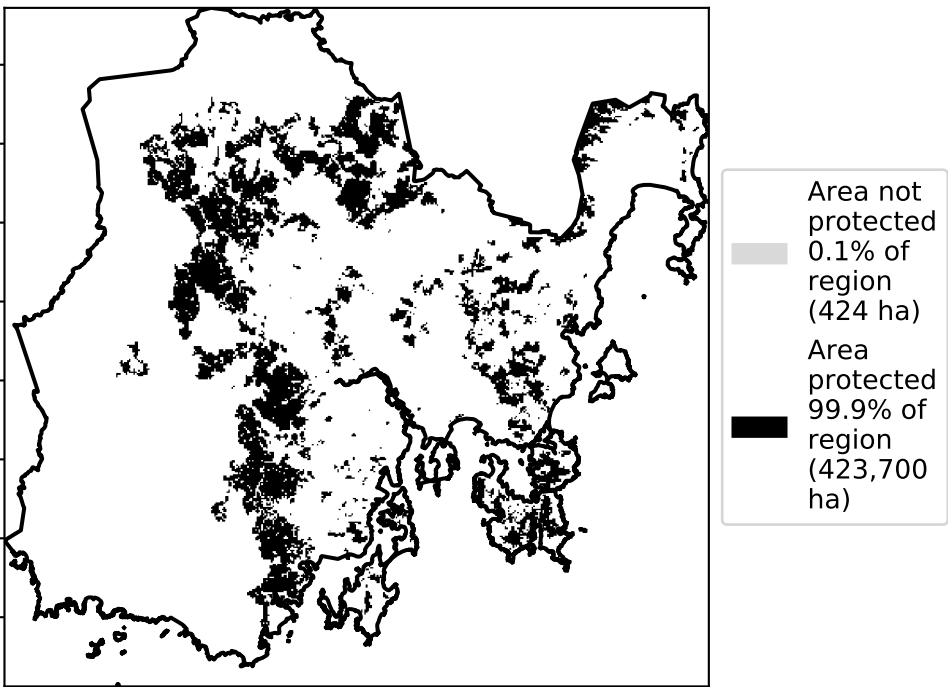 Area not
protected
0.1% of
region
(424 ha)
Area
protected
99.9% of
region
(423,700
ha)